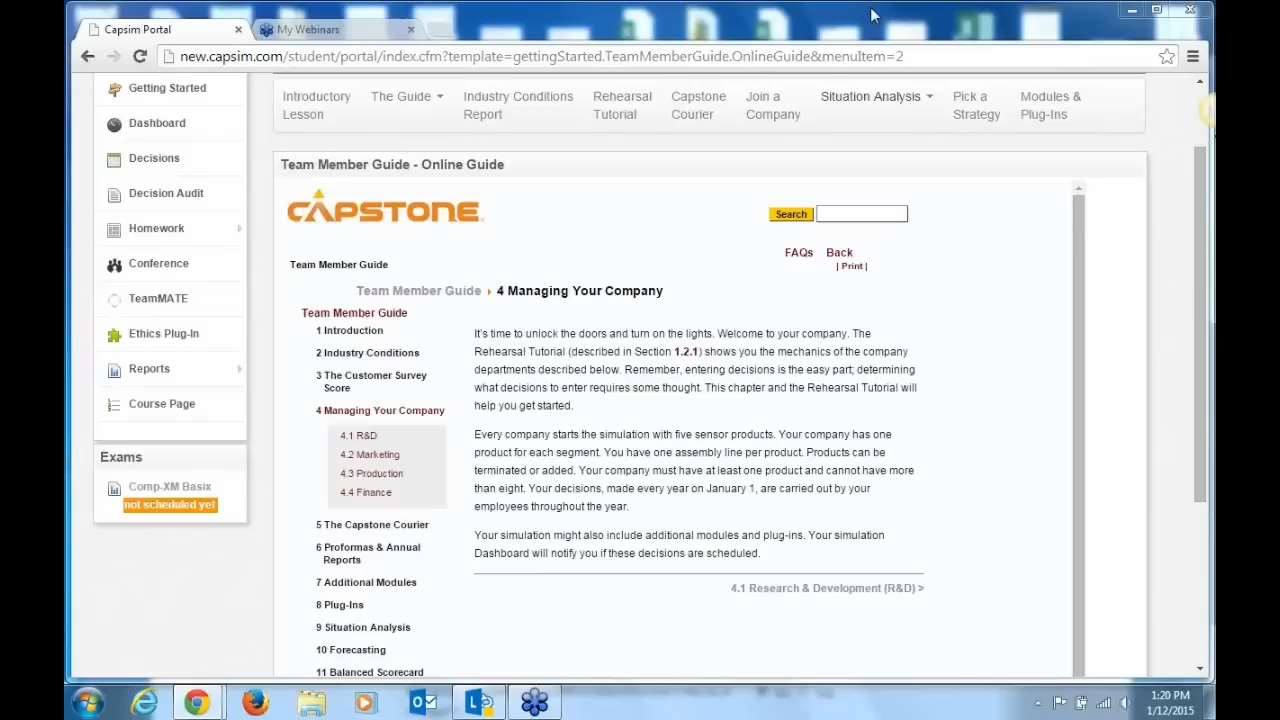 Capsim Portal
My Webinars
new.capsim.com/student/portal/index.cfm?template=gettingStarted.TeamMemberGuide.OnlineGuide&menuItem=2
Getting Started
Dashboard
Decisions
Decision Audit
Homework
Conference
TeamMATE
Ethics Plug-In
Reports
Course Page
Exams
Comp-XM Basix
not scheduled yet
Introductory
Lesson
The Guide
Industry Conditions
Report
Rehearsal
Tutorial
Capstone
Courier
Join a
Company
Situation Analysis
Pick a
Strategy
Modules &
Plug-Ins
Team Member Guide - Online Guide
CAPSTONE
Search
FAQs Back
| Print |
Team Member Guide
Team Member Guide 4 Managing Your Company
Team Member Guide
1 Introduction
2 Industry Conditions
3 The Customer Survey
Score
4 Managing Your Company
4.1 R&D
4.2 Marketing
4.3 Production
4.4 Finance
5 The Capstone Courier
6 Proformas & Annual
Reports
7 Additional Modules
8 Plug-Ins
9 Situation Analysis
10 Forecasting
11 Balanced Scorecard
It's time to unlock the doors and turn on the lights. Welcome to your company. The
Rehearsal Tutorial (described in Section 1.2.1) shows you the mechanics of the company
departments described below. Remember, entering decisions is the easy part; determining
what decisions to enter requires some thought. This chapter and the Rehearsal Tutorial will
help you get started.
Every company starts the simulation with five sensor products. Your company has one
product for each segment. You have one assembly line per product. Products can be
terminated or added. Your company must have at least one product and cannot have more
than eight. Your decisions, made every year on January 1, are carried out by your
employees throughout the year.
Your simulation might also include additional modules and plug-ins. Your simulation
Dashboard will notify you if these decisions are scheduled.
4.1 Research & Development (R&D) >
1:20 PM
1/12/2015